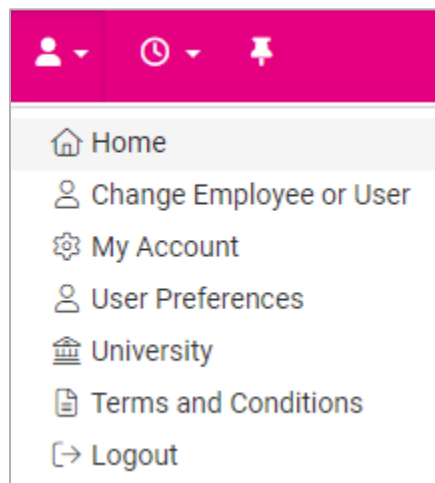 Home
Change Employee or User
My Account
User Preferences
University
Terms and Conditions
Logout